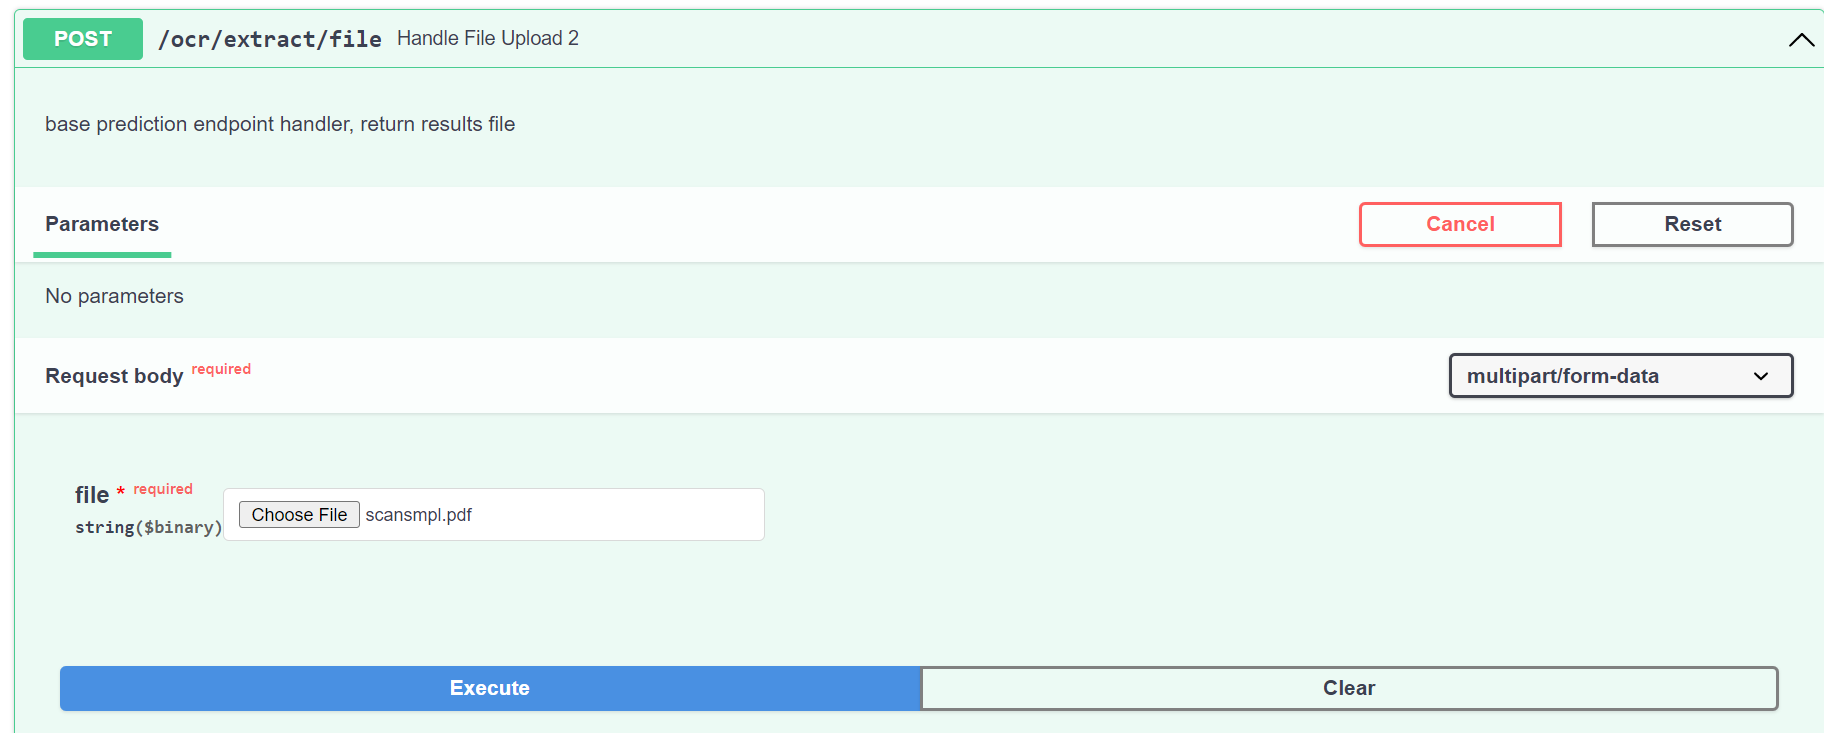 POST /ocr/extract/file Handle File Upload 2
base prediction endpoint handler, return results file
Parameters Cancel Reset
No parameters
Request body required multipart/form-data
file * required
string($binary) Choose File scansmpl.pdf
Execute Clear